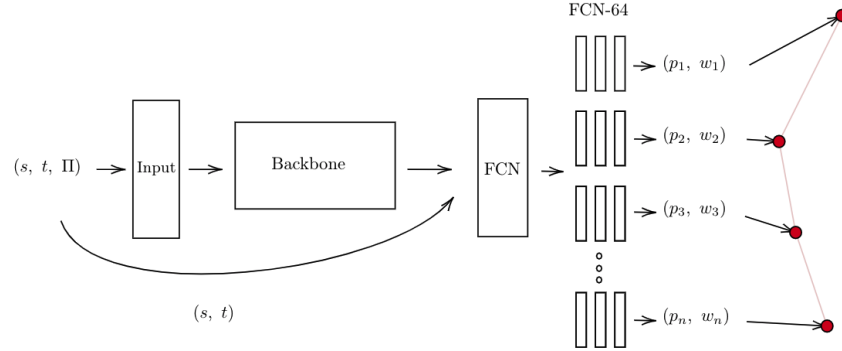 FCN-64
(p₁, w₁)
(p₂, w₂)
(s, t, Π)
Input
Backbone
FCN
(p₃, w₃)
(s, t)
(pₙ, wₙ)